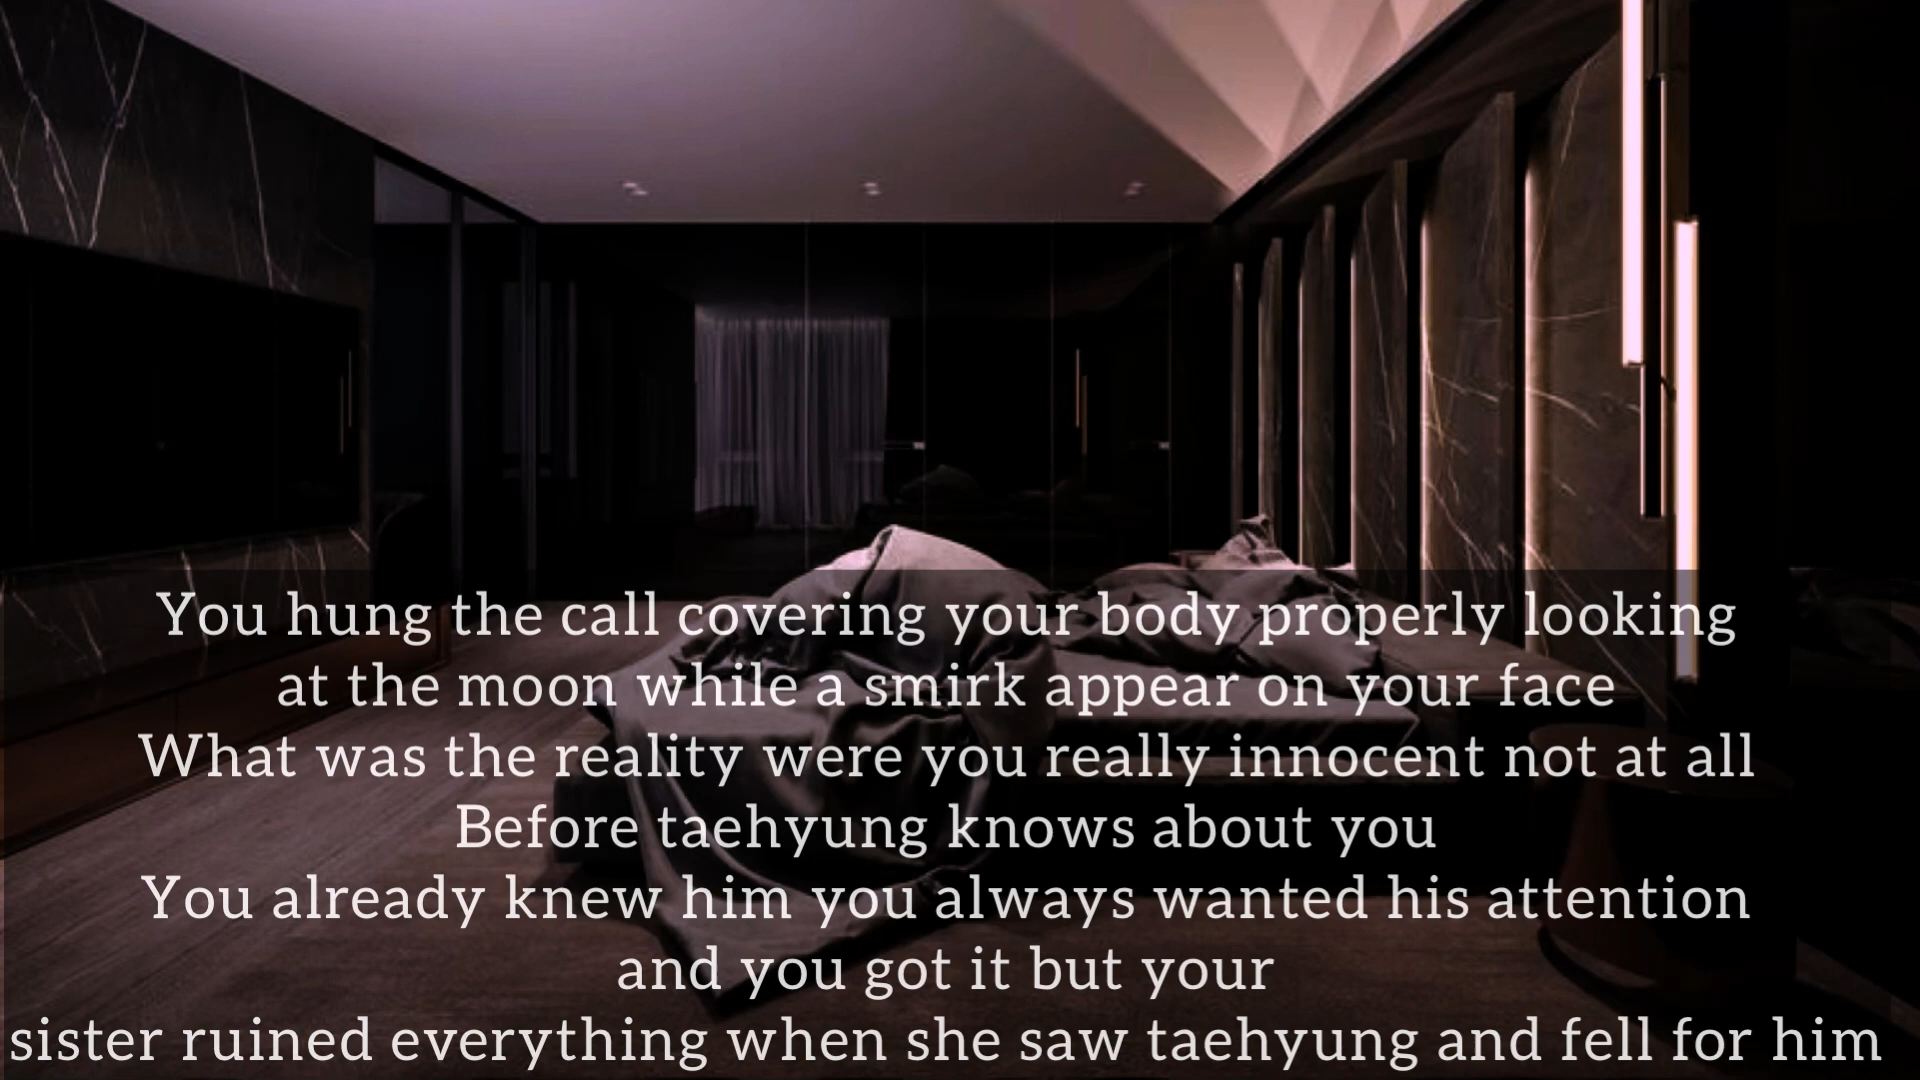 You hung the call covering your body properly looking
at the moon while a smirk appear on your face
What was the reality were you really innocent not at all
Before taehyung knows about you
You already knew him you always wanted his attention
and you got it but your
sister ruined everything when she saw taehyung and fell for him